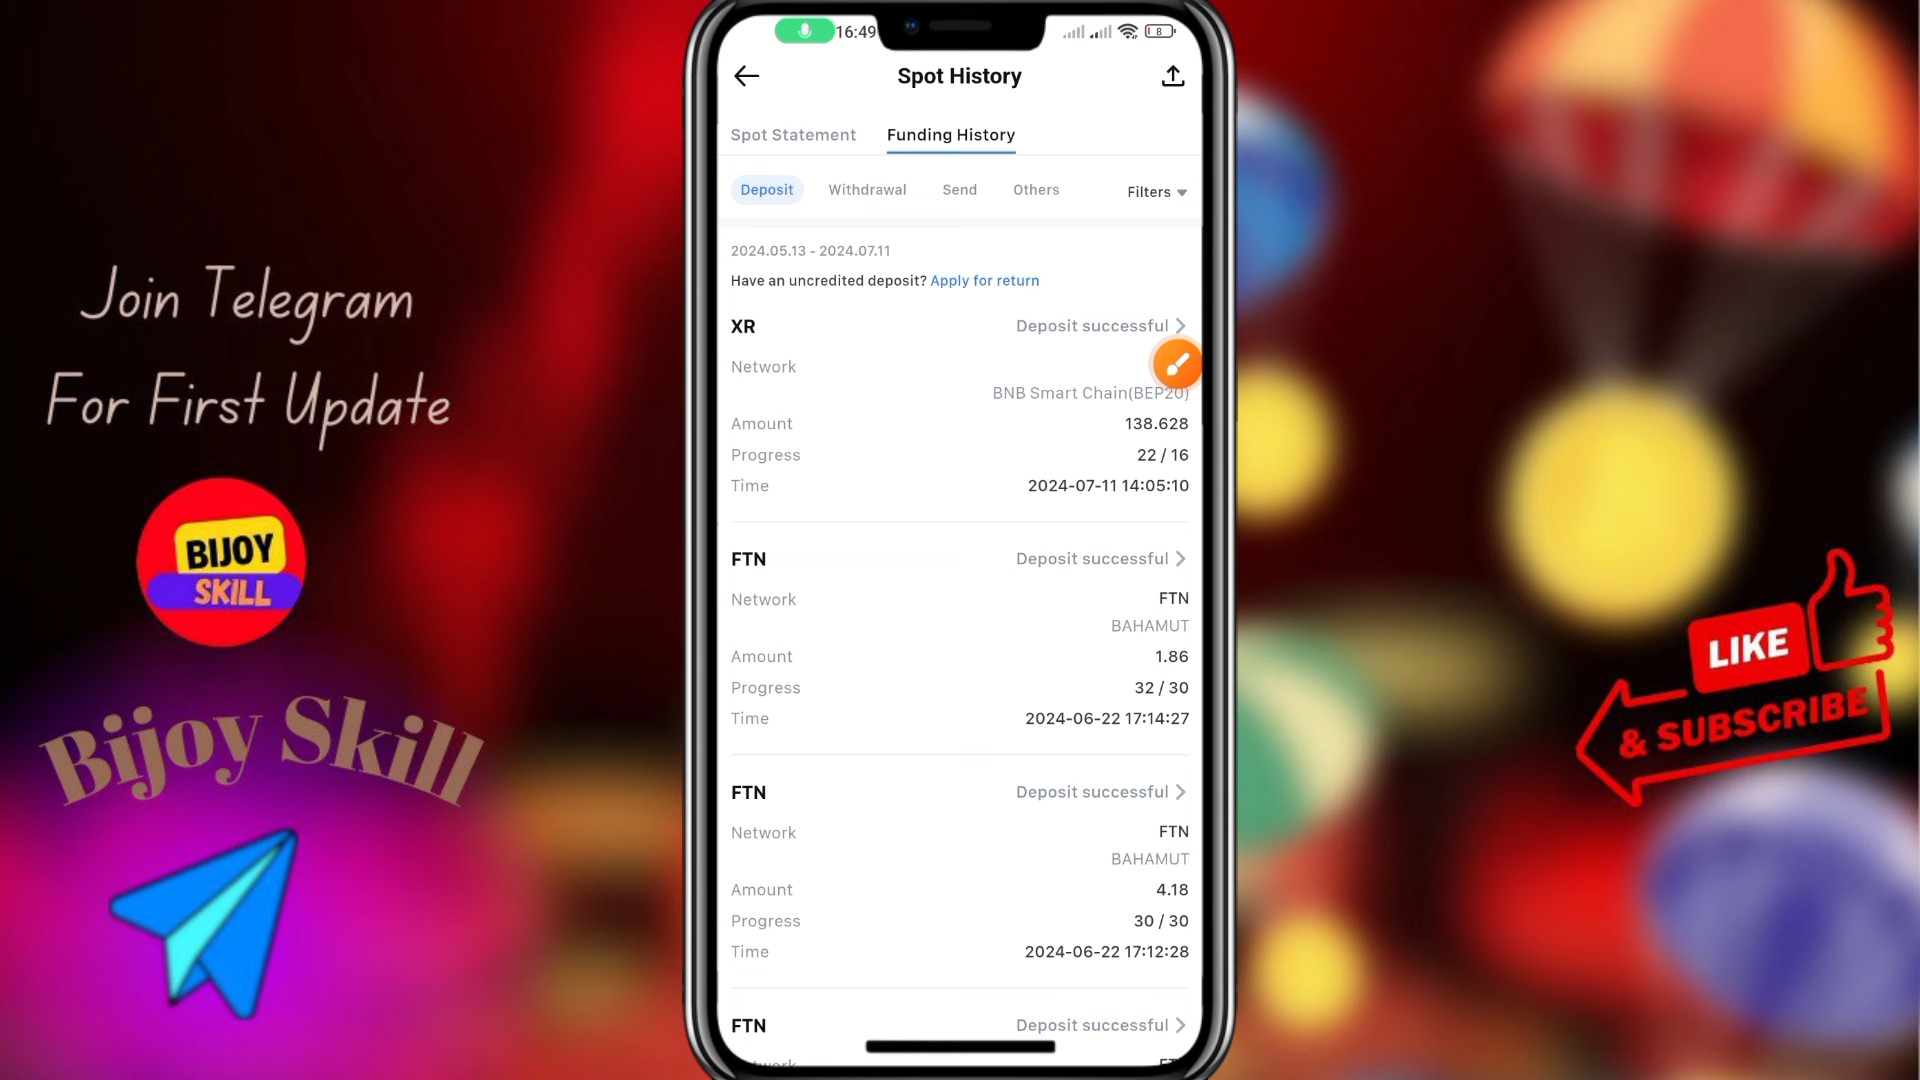 Join Telegram
For First Update
BIJOY
SKILL
Bijoy Skill
16:49
8
Spot History
Spot Statement
Funding History
Deposit
Withdrawal
Send
Others
Filters
2024.05.13 - 2024.07.11
Have an uncredited deposit? Apply for return
XR
Deposit successful
Network
BNB Smart Chain(BEP20)
Amount
138.628
Progress
22 / 16
Time
2024-07-11 14:05:10
FTN
Deposit successful
Network
FTN
BAHAMUT
Amount
1.86
Progress
32 / 30
Time
2024-06-22 17:14:27
FTN
Deposit successful
Network
FTN
BAHAMUT
Amount
4.18
Progress
30 / 30
Time
2024-06-22 17:12:28
FTN
Deposit successful
LIKE
& SUBSCRIBE